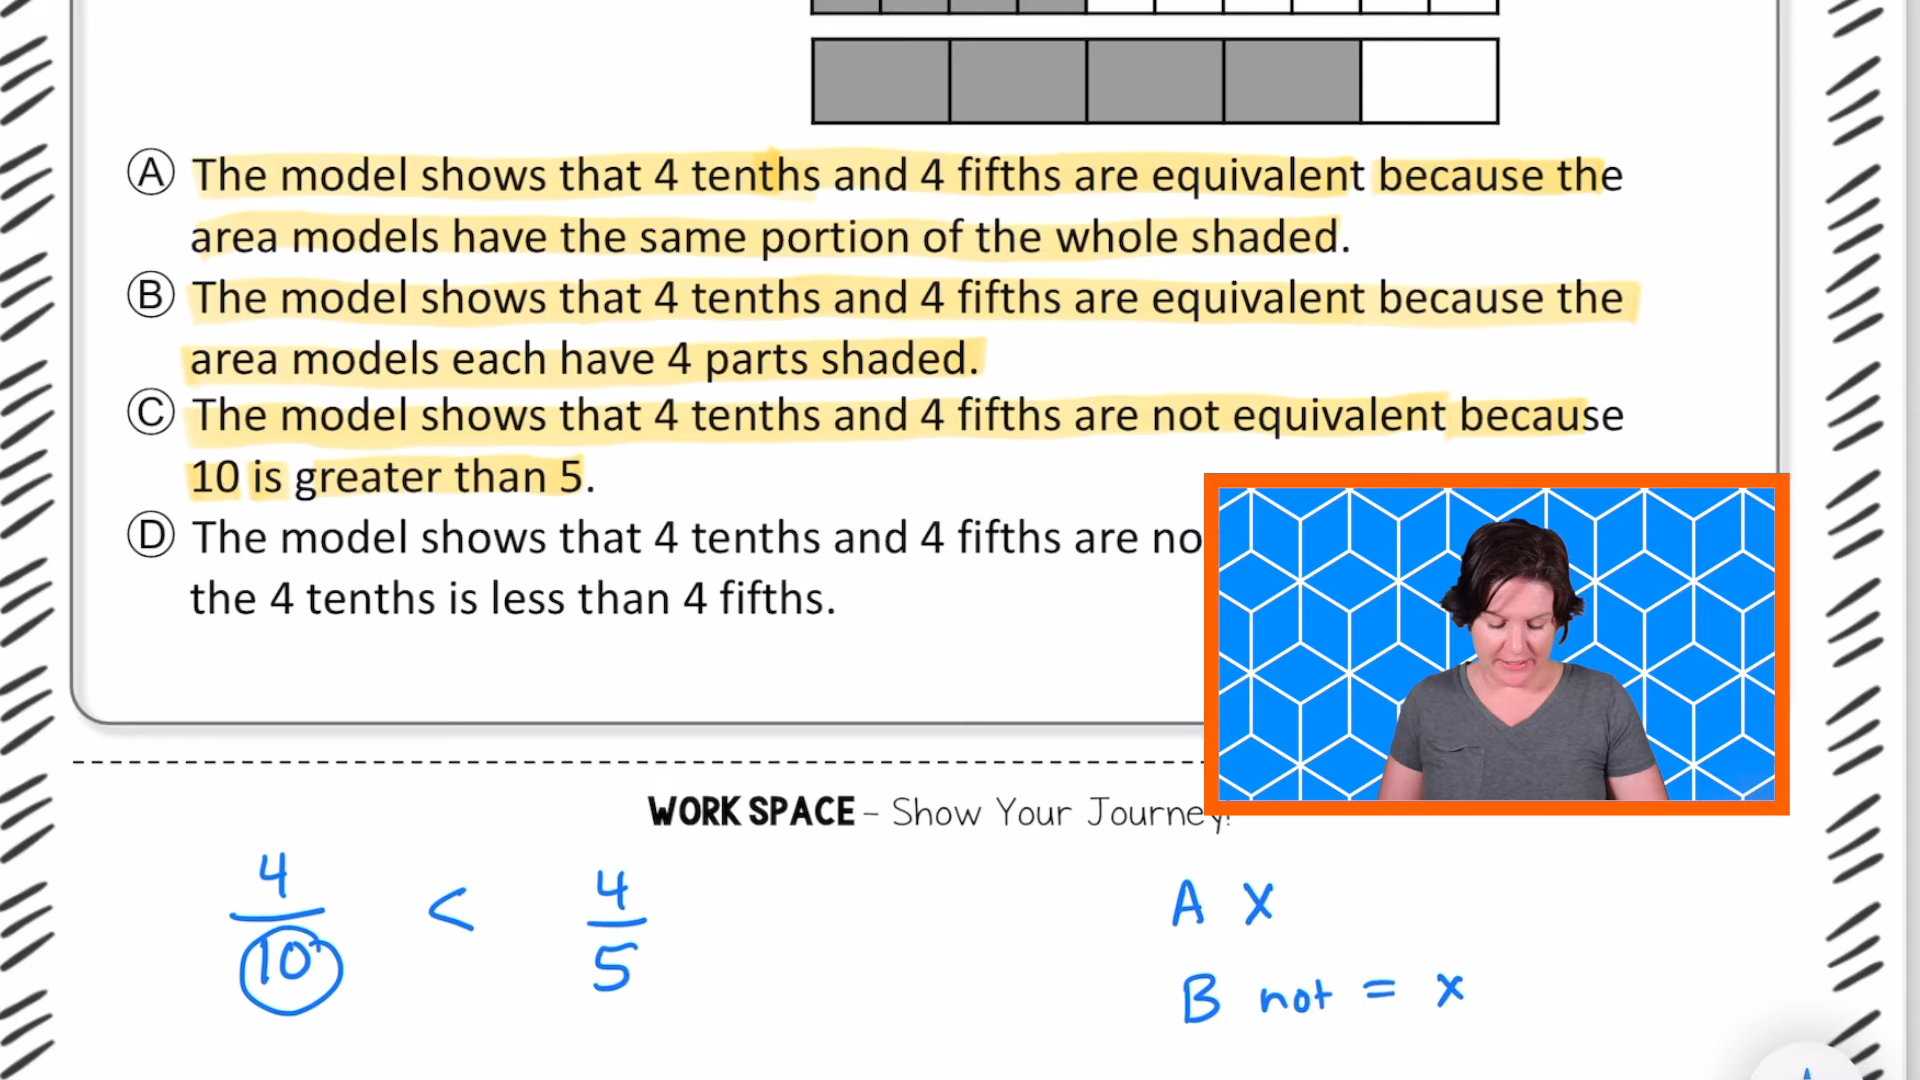 Ⓐ The model shows that 4 tenths and 4 fifths are equivalent because the
area models have the same portion of the whole shaded.
Ⓑ The model shows that 4 tenths and 4 fifths are equivalent because the
area models each have 4 parts shaded.
Ⓒ The model shows that 4 tenths and 4 fifths are not equivalent because
10 is greater than 5.
Ⓓ The model shows that 4 tenths and 4 fifths are no
the 4 tenths is less than 4 fifths.
WORK SPACE – Show Your Journey!
4/10 < 4/5
A X
B not = x